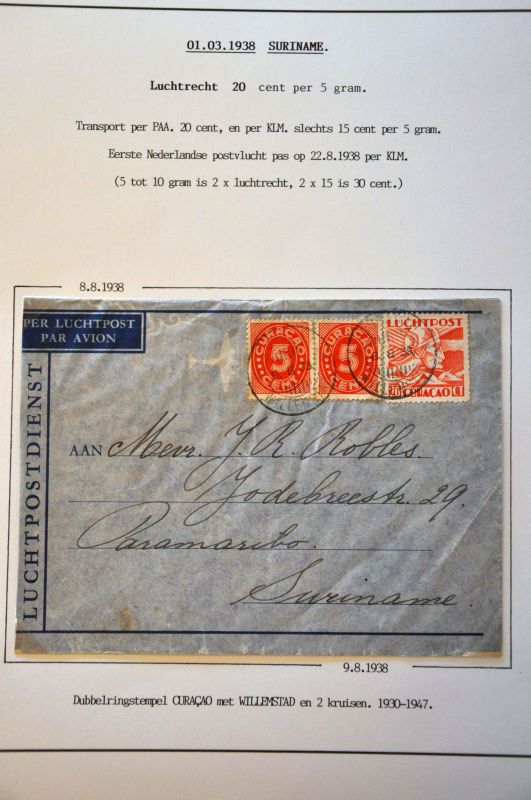 01.03.1938 SURINAME.
Luchtrecht 20 cent per 5 gram.
Transport per PAA. 20 cent, en per KLM. slechts 15 cent per 5 gram.
Eerste Nederlandse postvlucht pas op 22.8.1938 per KLM.
(5 tot 10 gram is 2 x luchtrecht, 2 x 15 is 30 cent.)
8.8.1938
PER LUCHTPOST
PAR AVION
LUCHTPOSTDIENST
CURAÇAO
5
CENT
CURAÇAO
5
CENT
LUCHTPOST
20 CURAÇAO CT
AAN Mevr. J. R. Robles
Jodebreestr. 29.
Paramaribo.
Suriname.
9.8.1938
Dubbelringstempel CURAÇAO met WILLEMSTAD en 2 kruisen. 1930-1947.